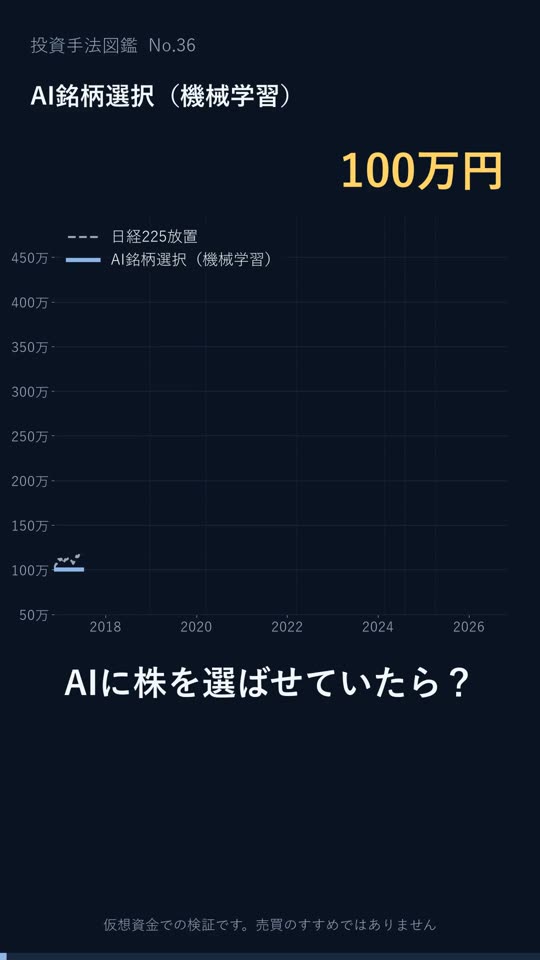 投資手法図鑑 No.36
AI銘柄選択（機械学習）
100万円
日経225放置
AI銘柄選択（機械学習）
450万
400万
350万
300万
250万
200万
150万
100万
50万
2018 2020 2022 2024 2026
AIに株を選ばせていたら？
仮想資金での検証です。売買のすすめではありません